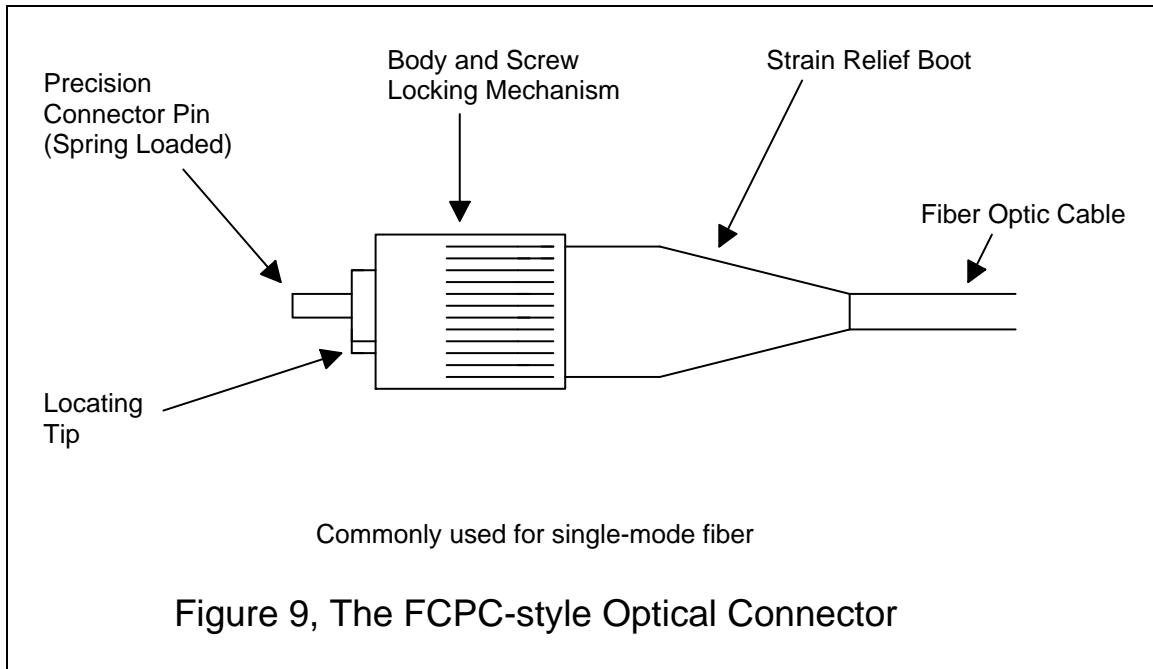 Precision
Connector Pin
(Spring Loaded)
Body and Screw
Locking Mechanism
Strain Relief Boot
Fiber Optic Cable
Locating
Tip
Commonly used for single-mode fiber
Figure 9, The FCPC-style Optical Connector